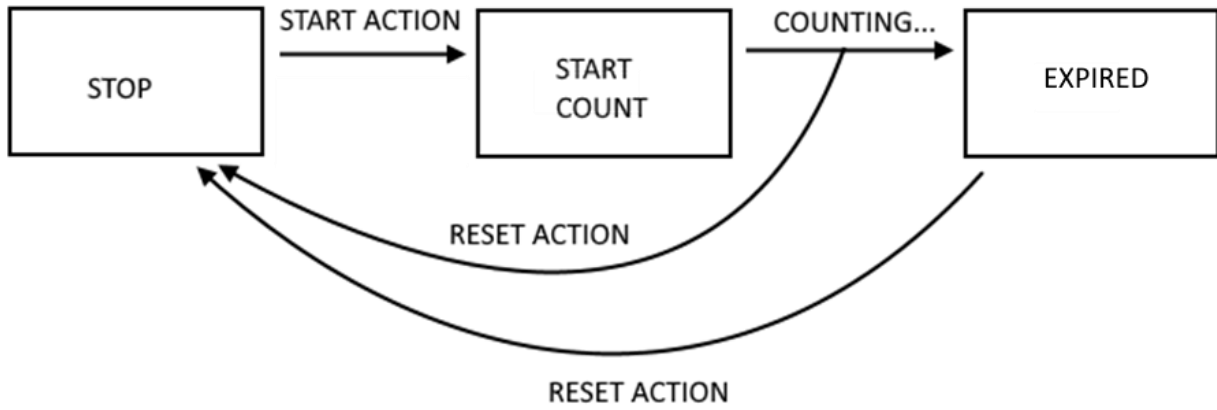 START ACTION
COUNTING...
STOP
START
COUNT
EXPIRED
RESET ACTION
RESET ACTION